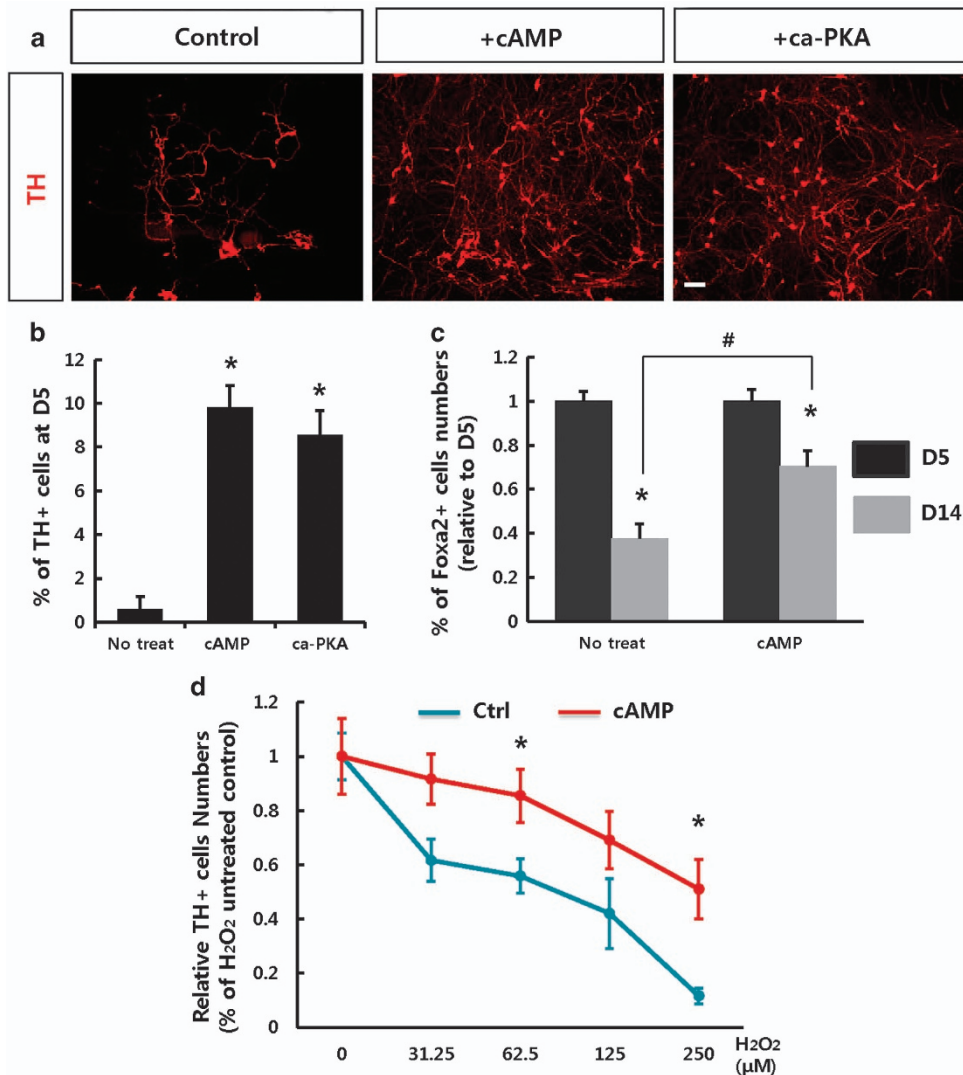 a
Control
+cAMP
+ca-PKA
TH
b
% of TH+ cells at D5
12
10
8
6
4
2
0
*
*
No treat
cAMP
ca-PKA
c
% of Foxa2+ cells numbers
(relative to D5)
1.2
1
0.8
0.6
0.4
0.2
0
#
*
*
No treat
cAMP
D5
D14
d
Relative TH+ cells Numbers
(% of H₂O₂ untreated control)
1.2
1
0.8
0.6
0.4
0.2
0
Ctrl
cAMP
*
*
0
31.25
62.5
125
250
H₂O₂
(µM)